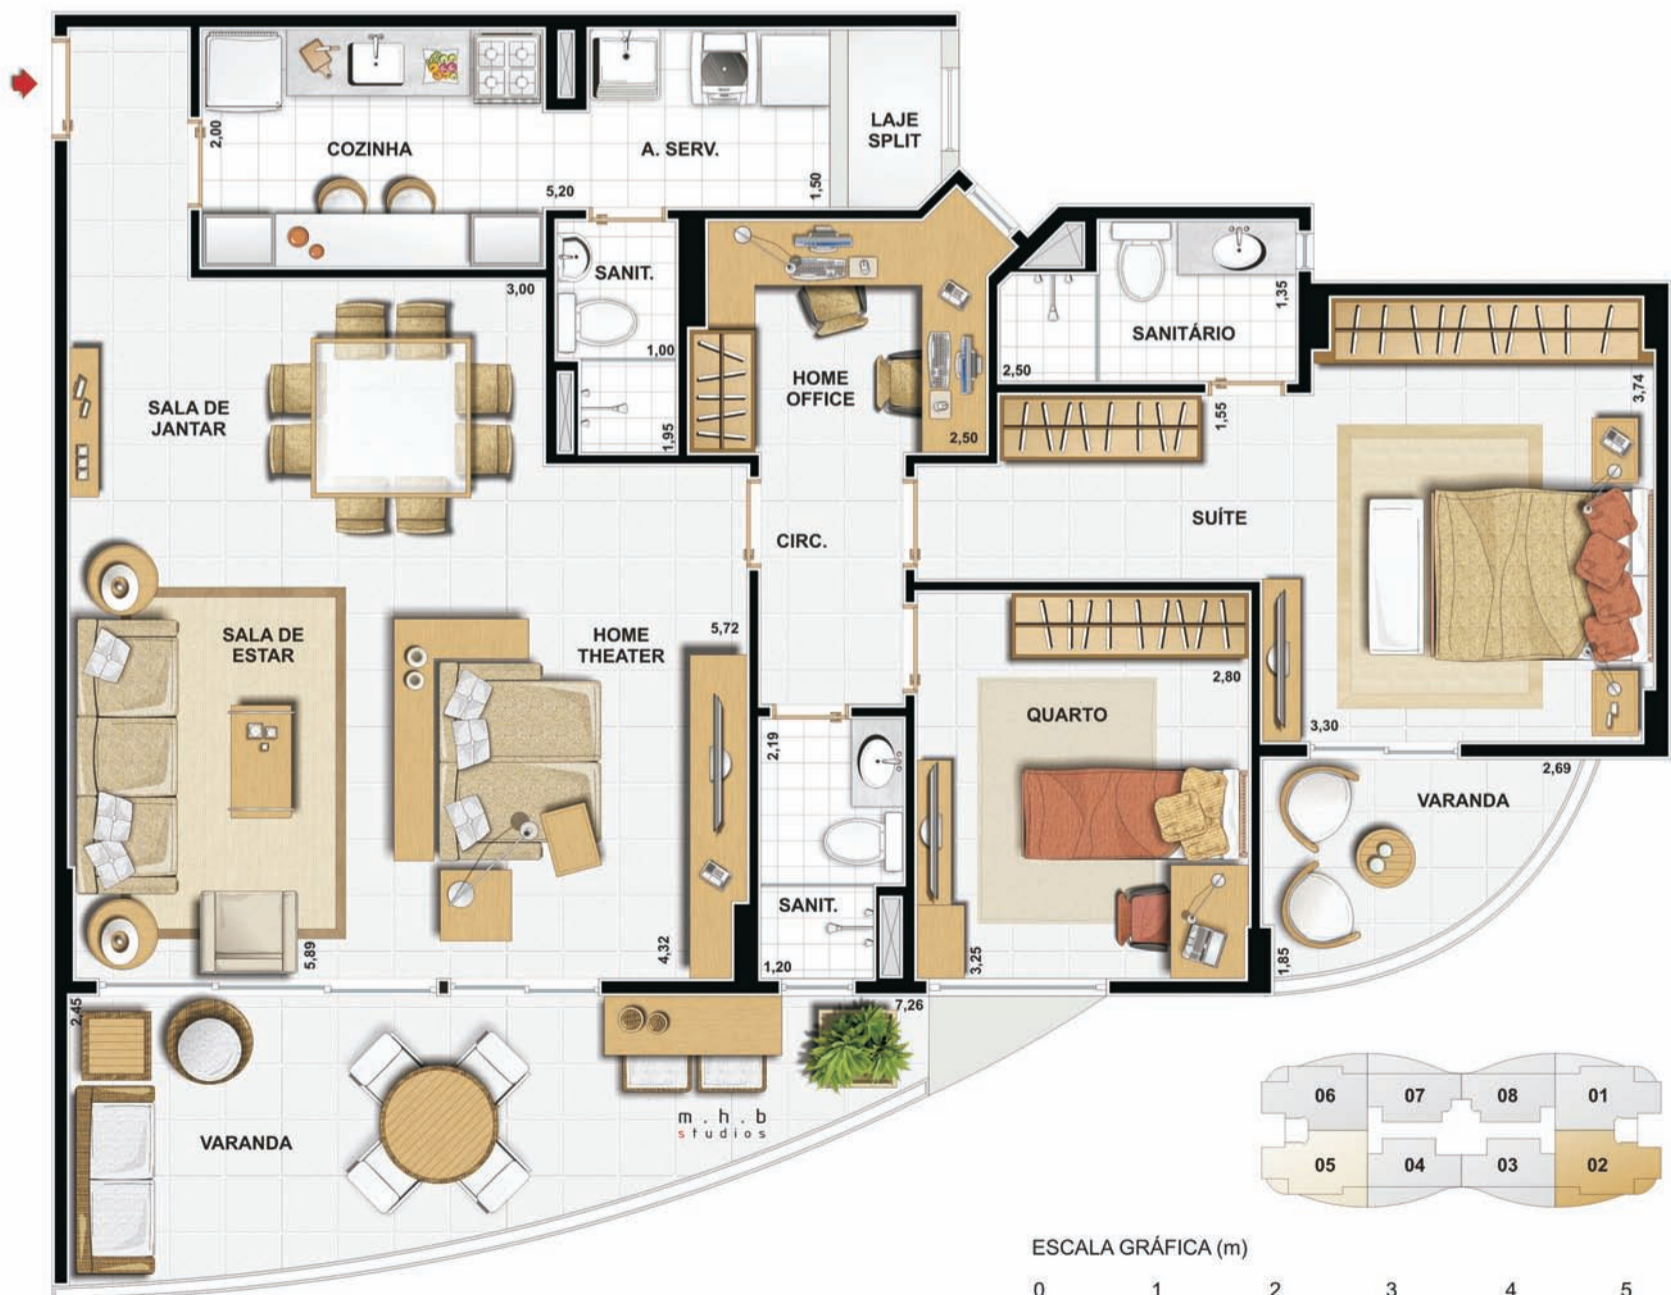 LAJE
SPLIT
COZINHA
A. SERV.
2,00
5,20
1,50
SANIT.
3,00
1,00
1,95
SALA DE
JANTAR
HOME
OFFICE
2,50
SANITÁRIO
1,35
2,50
1,55
3,74
SUÍTE
CIRC.
SALA DE
ESTAR
HOME
THEATER
5,72
2,80
QUARTO
3,30
2,19
2,69
VARANDA
SANIT.
1,20
5,89
4,32
3,25
1,85
2,45
7,26
VARANDA
m.h.b
studios
06
07
08
01
05
04
03
02
ESCALA GRÁFICA (m)
0 1 2 3 4 5